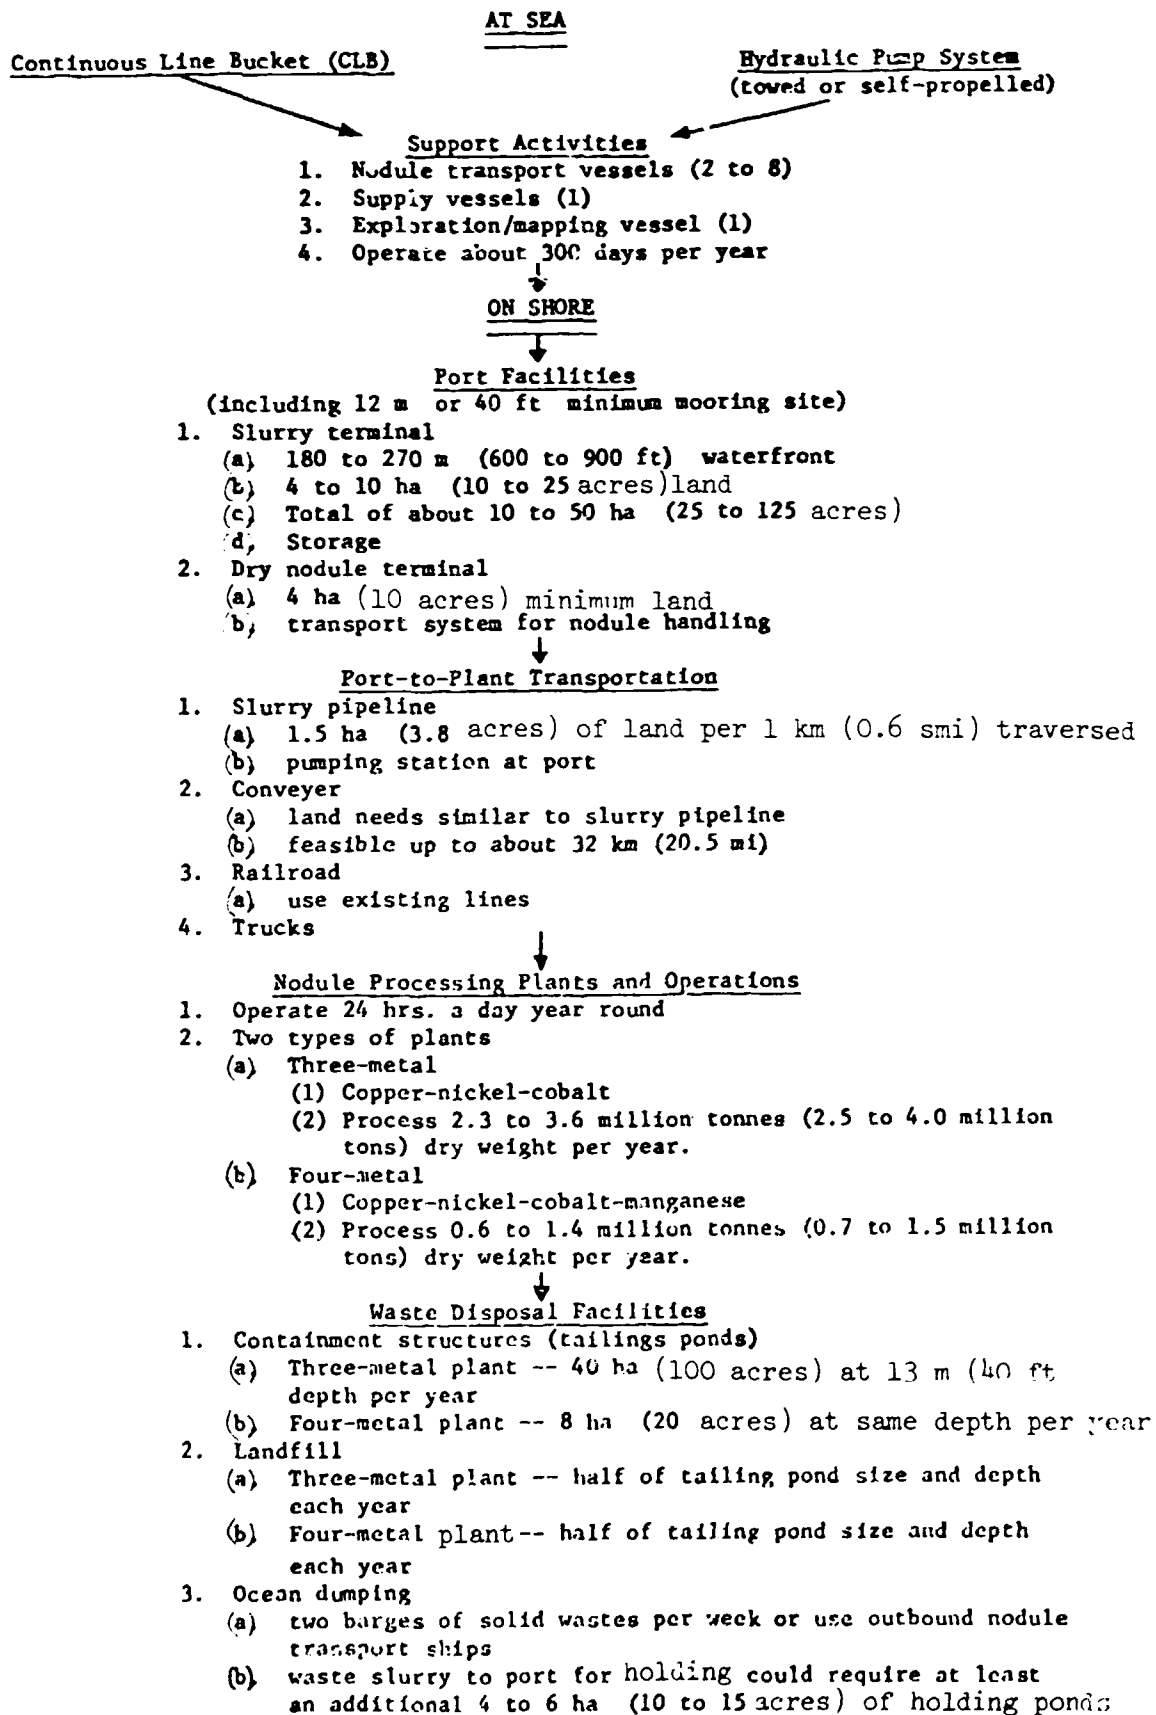 AT SEA
Continuous Line Bucket (CLB)
Hydraulic Pump System
(towed or self-propelled)
Support Activities
1. Nodule transport vessels (2 to 8)
2. Supply vessels (1)
3. Exploration/mapping vessel (1)
4. Operate about 300 days per year
ON SHORE
Port Facilities
(including 12 m or 40 ft minimum mooring site)
1. Slurry terminal
(a) 180 to 270 m (600 to 900 ft) waterfront
(b) 4 to 10 ha (10 to 25 acres) land
(c) Total of about 10 to 50 ha (25 to 125 acres)
(d) Storage
2. Dry nodule terminal
(a) 4 ha (10 acres) minimum land
(b) transport system for nodule handling
Port-to-Plant Transportation
1. Slurry pipeline
(a) 1.5 ha (3.8 acres) of land per 1 km (0.6 smi) traversed
(b) pumping station at port
2. Conveyer
(a) land needs similar to slurry pipeline
(b) feasible up to about 32 km (20.5 mi)
3. Railroad
(a) use existing lines
4. Trucks
Nodule Processing Plants and Operations
1. Operate 24 hrs. a day year round
2. Two types of plants
(a) Three-metal
(1) Copper-nickel-cobalt
(2) Process 2.3 to 3.6 million tonnes (2.5 to 4.0 million
tons) dry weight per year.
(b) Four-metal
(1) Copper-nickel-cobalt-manganese
(2) Process 0.6 to 1.4 million tonnes (0.7 to 1.5 million
tons) dry weight per year.
Waste Disposal Facilities
1. Containment structures (tailings ponds)
(a) Three-metal plant -- 40 ha (100 acres) at 13 m (40 ft
depth per year
(b) Four-metal plant -- 8 ha (20 acres) at same depth per year
2. Landfill
(a) Three-metal plant -- half of tailing pond size and depth
each year
(b) Four-metal plant -- half of tailing pond size and depth
each year
3. Ocean dumping
(a) two barges of solid wastes per week or use outbound nodule
transport ships
(b) waste slurry to port for holding could require at least
an additional 4 to 6 ha (10 to 15 acres) of holding ponds